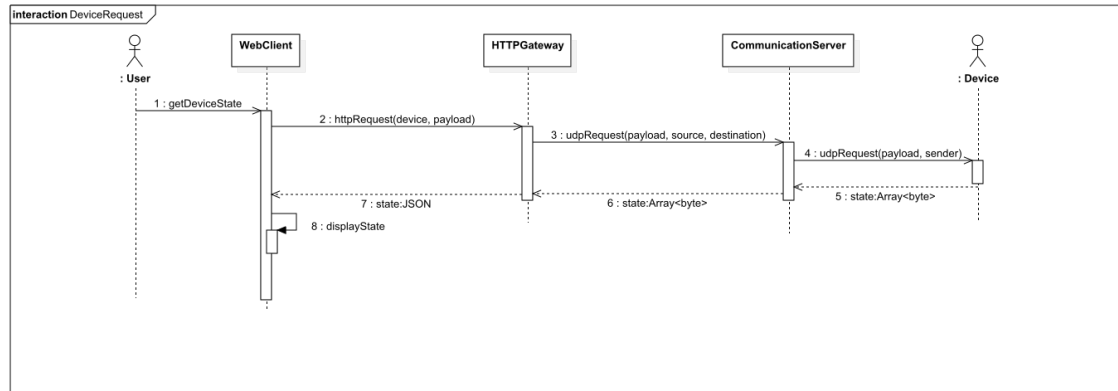 interaction DeviceRequest
WebClient
HTTPGateway
CommunicationServer
: User
: Device
1 : getDeviceState
2 : httpRequest(device, payload)
3 : udpRequest(payload, source, destination)
4 : udpRequest(payload, sender)
7 : state:JSON
6 : state:Array<byte>
5 : state:Array<byte>
8 : displayState